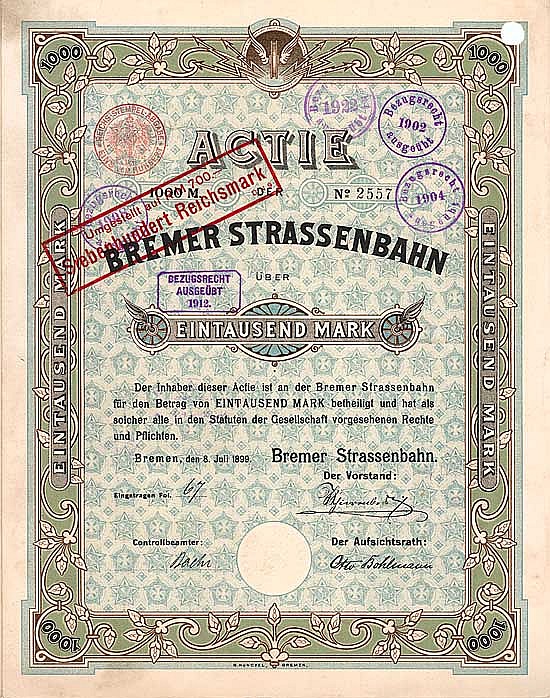 1000
1000
1922
Bezugsrecht
1902
ausgeübt
ACTIE
1000 M.
DER
No 2557
1904
Umgestellt auf RM. 700.—
Siebenhundert Reichsmark
BREMER STRASSENBAHN
ÜBER
BEZUGSRECHT
AUSGEÜBT
1912.
EINTAUSEND MARK
EINTAUSEND MARK
EINTAUSEND MARK
Der Inhaber dieser Actie ist an der Bremer Strassenbahn
für den Betrag von EINTAUSEND MARK betheiligt und hat als
solcher alle in den Statuten der Gesellschaft vorgesehenen Rechte
und Pflichten.
Bremen, den 8. Juli 1899.
Bremer Strassenbahn.
Der Vorstand:
Eingetragen Fol. 67
Controllbeamter:
Der Aufsichtsrath:
Otto Bohlmann
1000
1000
BREMEN.